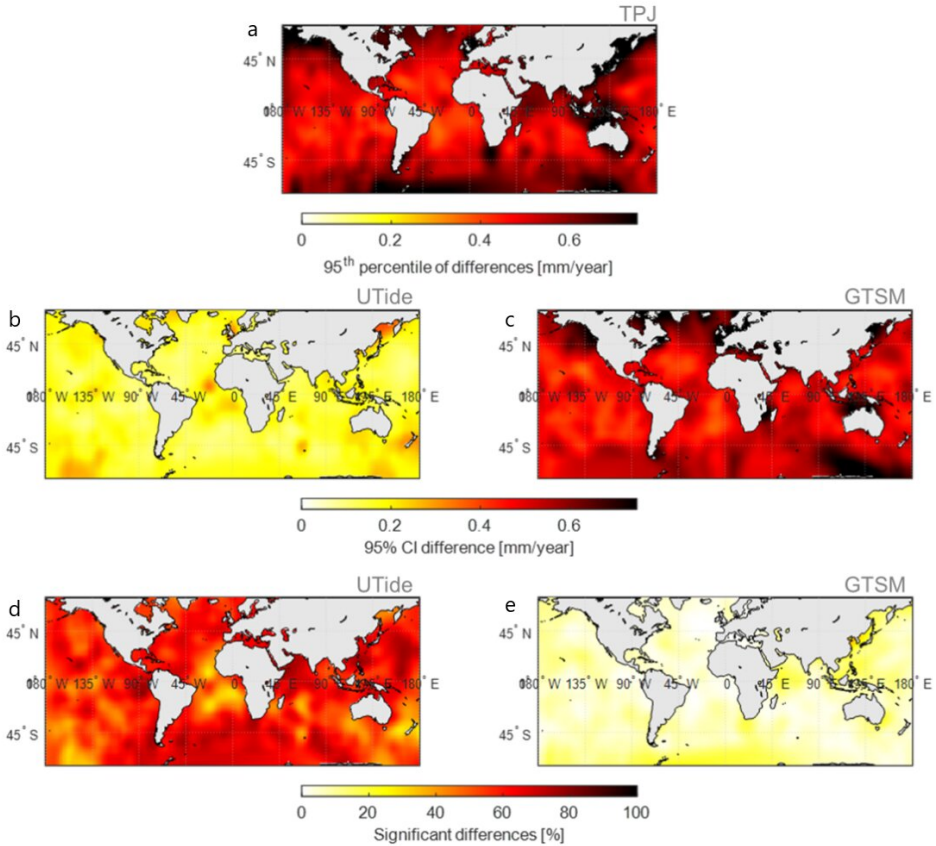 a
TPJ
45° N
180° W 135° W 90° W 45° W 0 45° E 90° E 135° E 180° E
45° S
0 0.2 0.4 0.6
95th percentile of differences [mm/year]
b
UTide
c
GTSM
45° N
45° N
180° W 135° W 90° W 45° W 0 45° E 90° E 135° E 180° E
180° W 135° W 90° W 45° W 0 45° E 90° E 135° E 180° E
45° S
45° S
0 0.2 0.4 0.6
95% CI difference [mm/year]
d
UTide
e
GTSM
45° N
45° N
180° W 135° W 90° W 45° W 0 45° E 90° E 135° E 180° E
180° W 135° W 90° W 45° W 0 45° E 90° E 135° E 180° E
45° S
45° S
0 20 40 60 80 100
Significant differences [%]